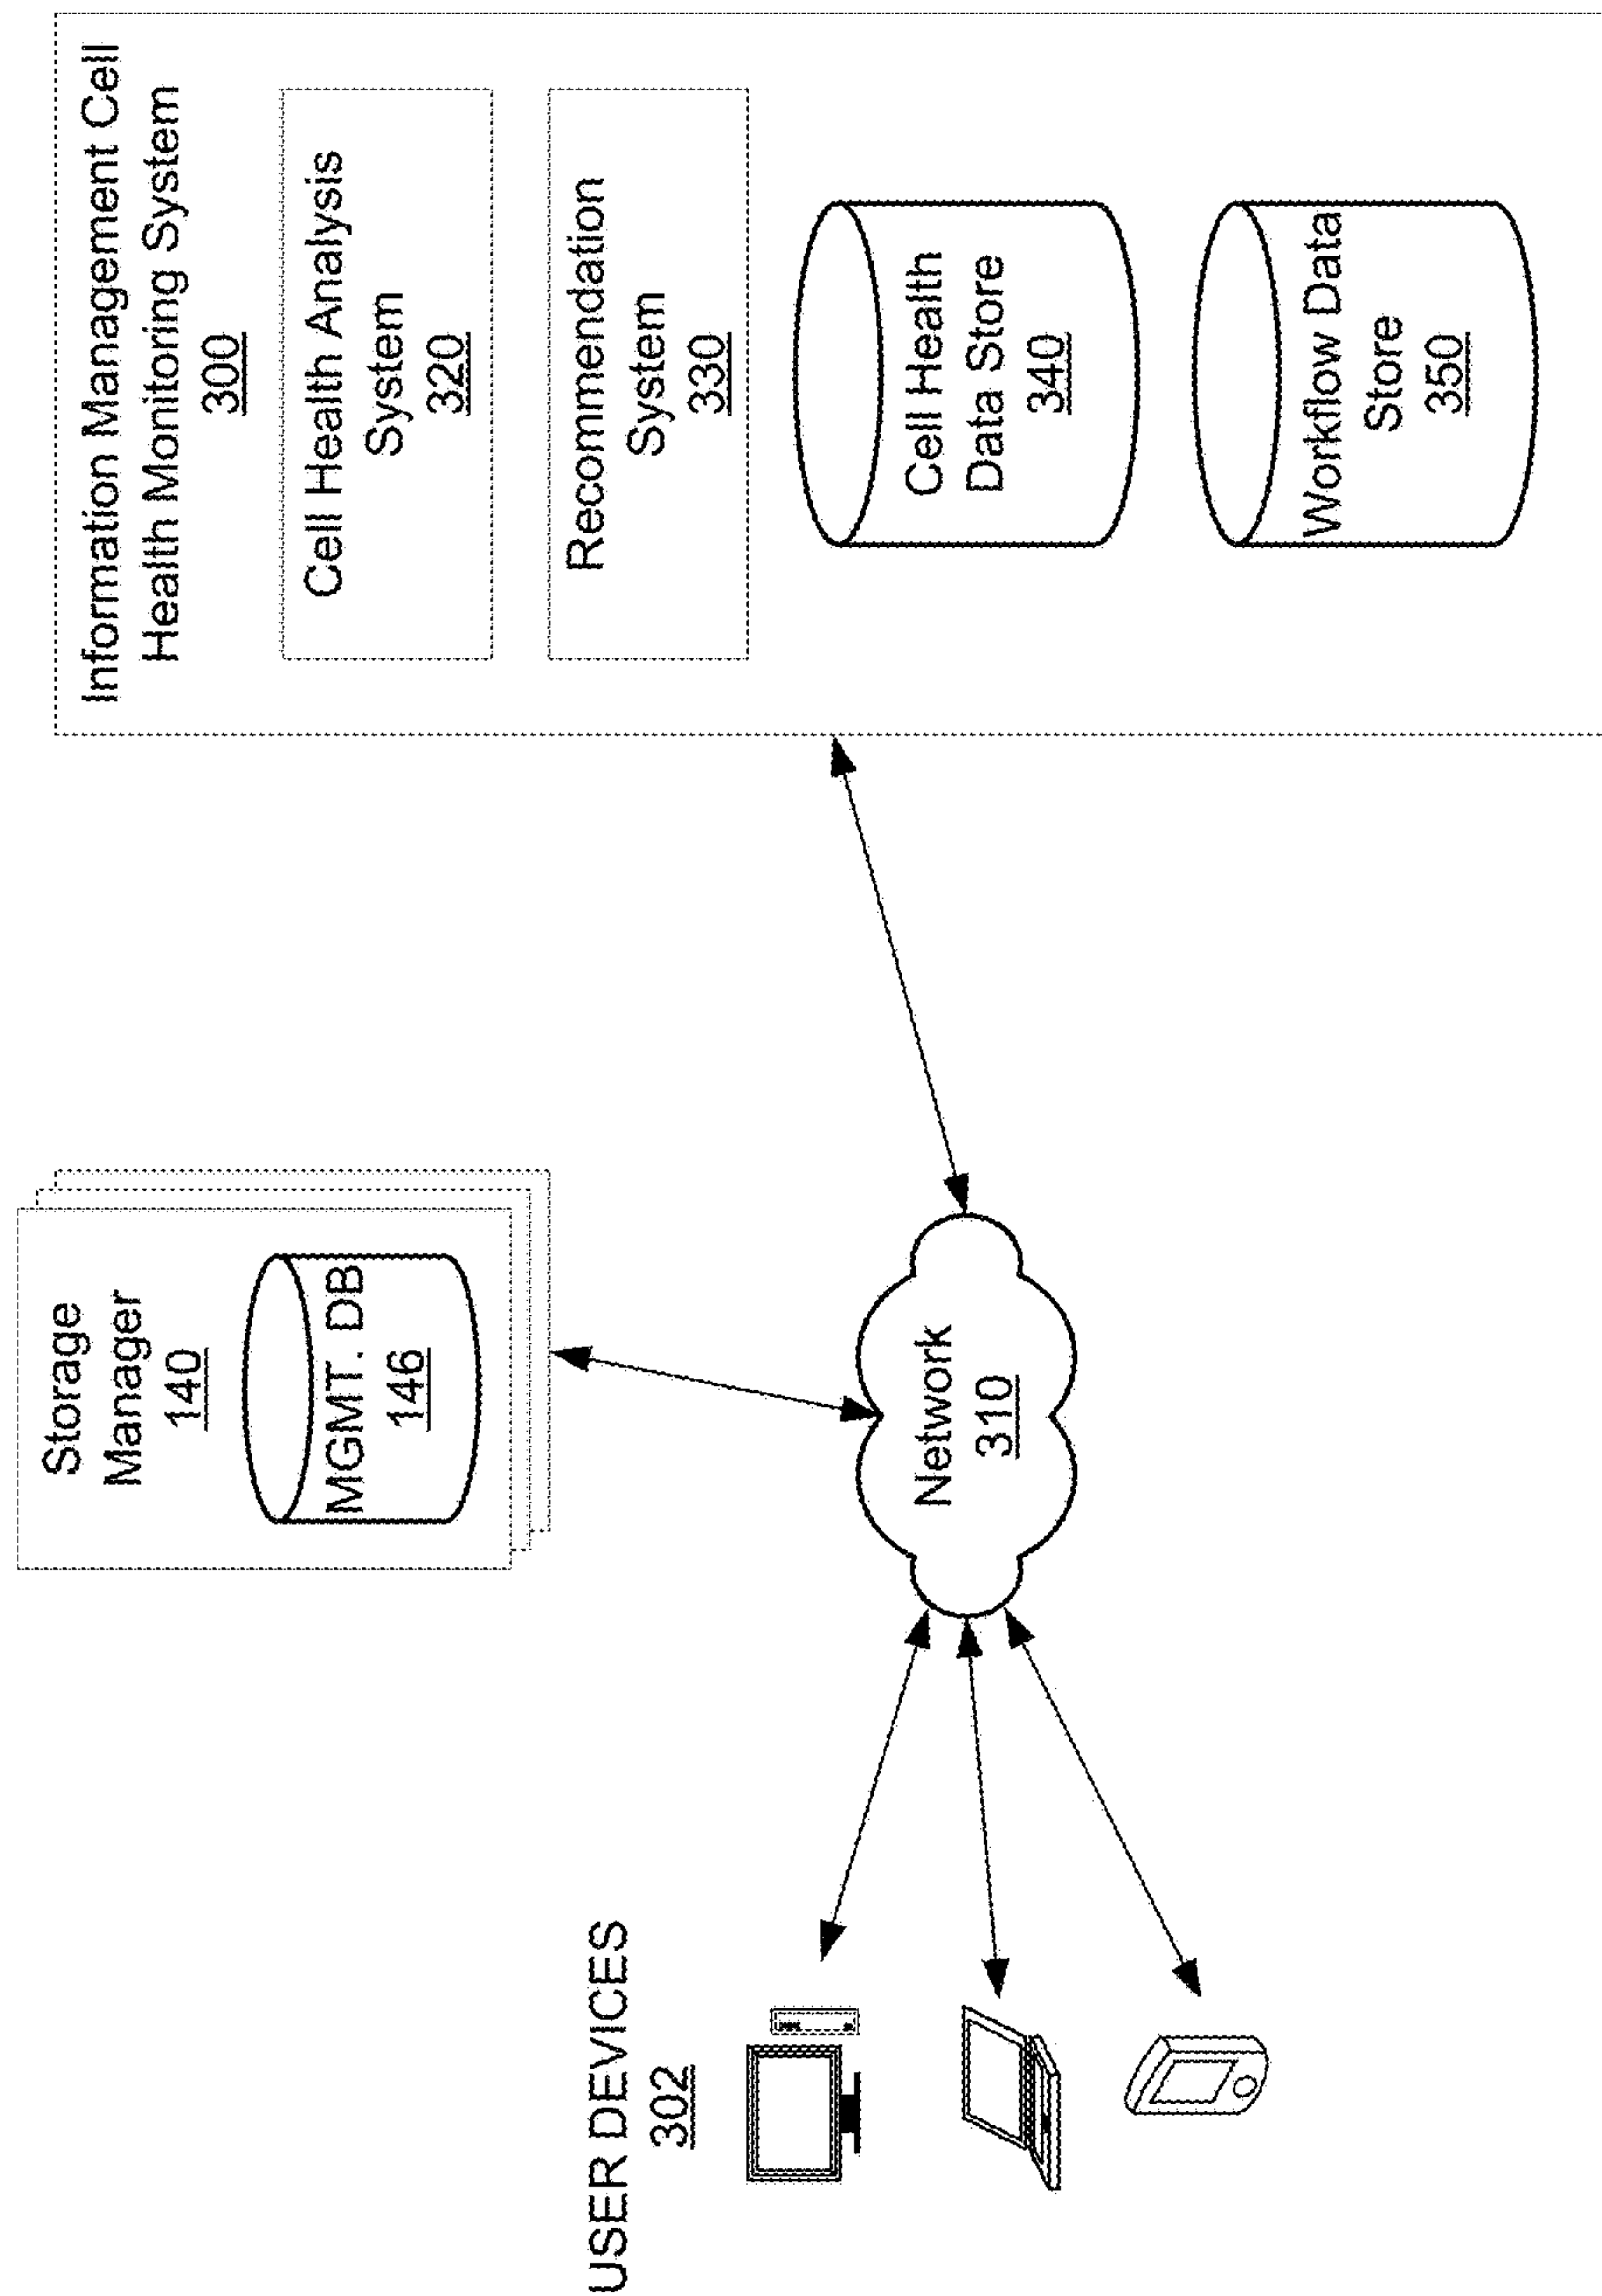 USER DEVICES
302
Storage
Manager
140
MGMT. DB
146
Network
310
Information Management Cell
Health Monitoring System
300
Cell Health Analysis
System
320
Recommendation
System
330
Cell Health
Data Store
340
Workflow Data
Store
350